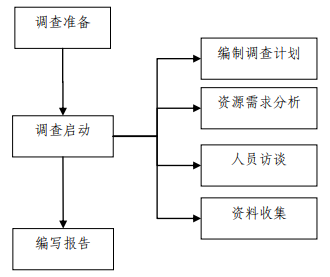 调查准备
编制调查计划
资源需求分析
调查启动
人员访谈
资料收集
编写报告